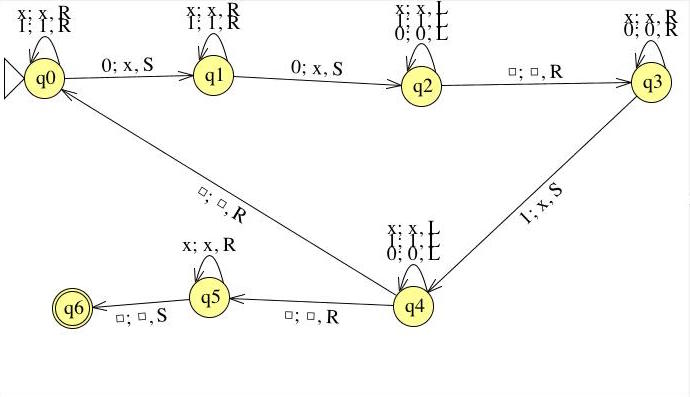 x; x, R
1; 1, R
x; x, R
1; 1, R
x; x, L
1; 1, L
0; 0, L
x; x, R
0; 0, R
q0
0; x, S
q1
0; x, S
q2
□; □, R
q3
□; □, R
1; x, S
x; x, R
x; x, L
1; 1, L
0; 0, L
q6
□; □, S
q5
□; □, R
q4